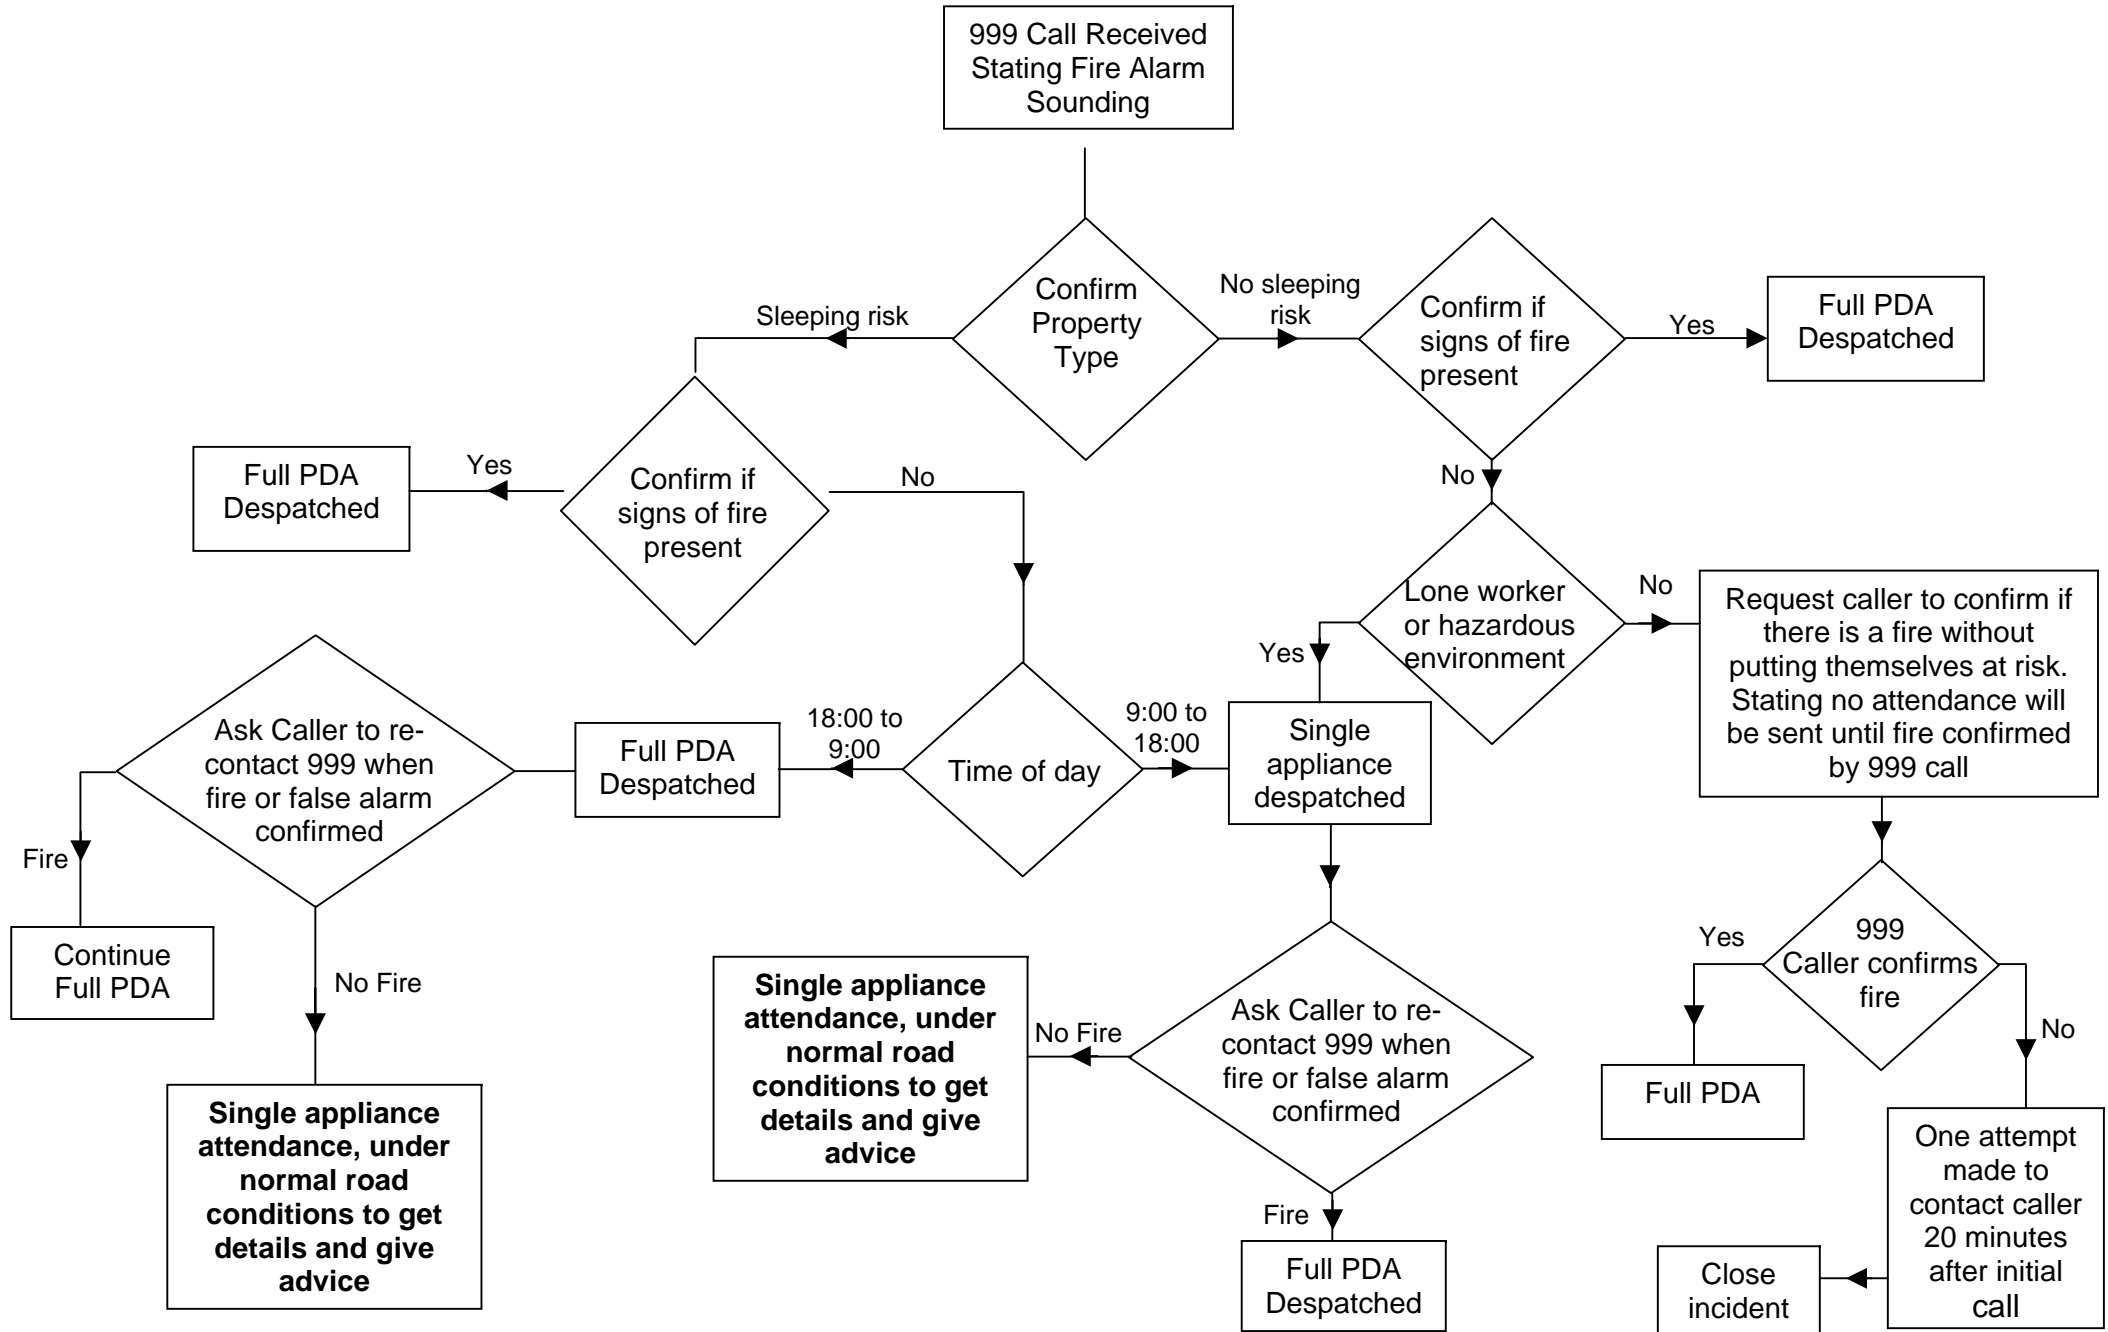 999 Call Received
Stating Fire Alarm
Sounding
Confirm
Property
Type
Sleeping risk
No sleeping
risk
Confirm if
signs of fire
present
Yes
Full PDA
Despatched
Full PDA
Despatched
Yes
Confirm if
signs of fire
present
No
No
Lone worker
or hazardous
environment
No
Yes
Request caller to confirm if
there is a fire without
putting themselves at risk.
Stating no attendance will
be sent until fire confirmed
by 999 call
Ask Caller to re-
contact 999 when
fire or false alarm
confirmed
Full PDA
Despatched
18:00 to
9:00
Time of day
9:00 to
18:00
Single
appliance
despatched
Fire
Continue
Full PDA
No Fire
Single appliance
attendance, under
normal road
conditions to get
details and give
advice
Single appliance
attendance, under
normal road
conditions to get
details and give
advice
No Fire
Ask Caller to re-
contact 999 when
fire or false alarm
confirmed
Fire
Full PDA
Despatched
Yes
999
Caller confirms
fire
No
Full PDA
One attempt
made to
contact caller
20 minutes
after initial
call
Close
incident